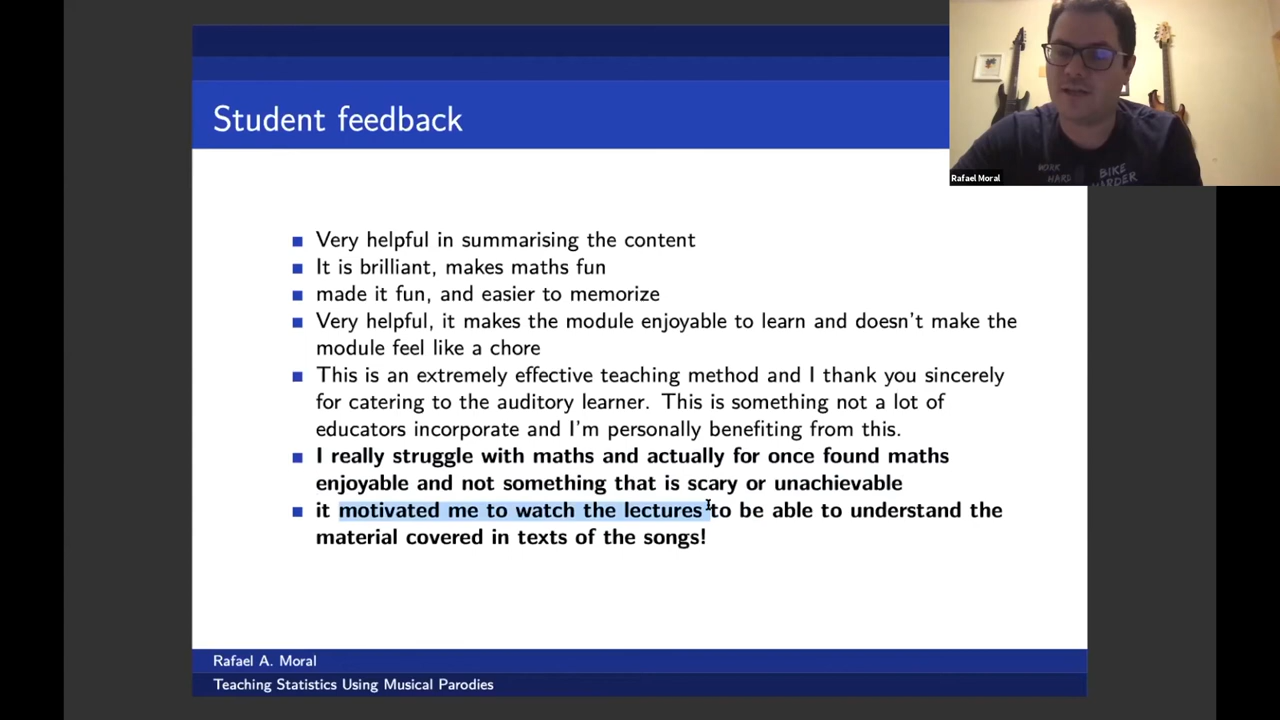 Student feedback
Very helpful in summarising the content
It is brilliant, makes maths fun
made it fun, and easier to memorize
Very helpful, it makes the module enjoyable to learn and doesn't make the
module feel like a chore
This is an extremely effective teaching method and I thank you sincerely
for catering to the auditory learner. This is something not a lot of
educators incorporate and I'm personally benefiting from this.
I really struggle with maths and actually for once found maths
enjoyable and not something that is scary or unachievable
it motivated me to watch the lectures to be able to understand the
material covered in texts of the songs!
Rafael A. Moral
Teaching Statistics Using Musical Parodies
WORK
HARD
BIKE
HARDER
Rafael Moral